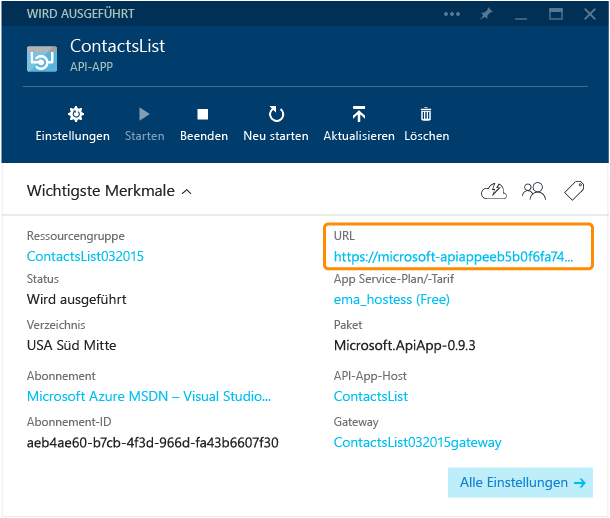 WIRD AUSGEFÜHRT
ContactsList
API-APP
Einstellungen
Starten
Beenden
Neu starten
Aktualisieren
Löschen
Wichtigste Merkmale
Ressourcengruppe
ContactsList032015
URL
https://microsoft-apiappeeb5b0f6fa74...
Status
Wird ausgeführt
App Service-Plan/-Tarif
ema_hostess (Free)
Verzeichnis
USA Süd Mitte
Paket
Microsoft.ApiApp-0.9.3
Abonnement
Microsoft Azure MSDN – Visual Studio...
API-App-Host
ContactsList
Abonnement-ID
aeb4ae60-b7cb-4f3d-966d-fa43b6607f30
Gateway
ContactsList032015gateway
Alle Einstellungen